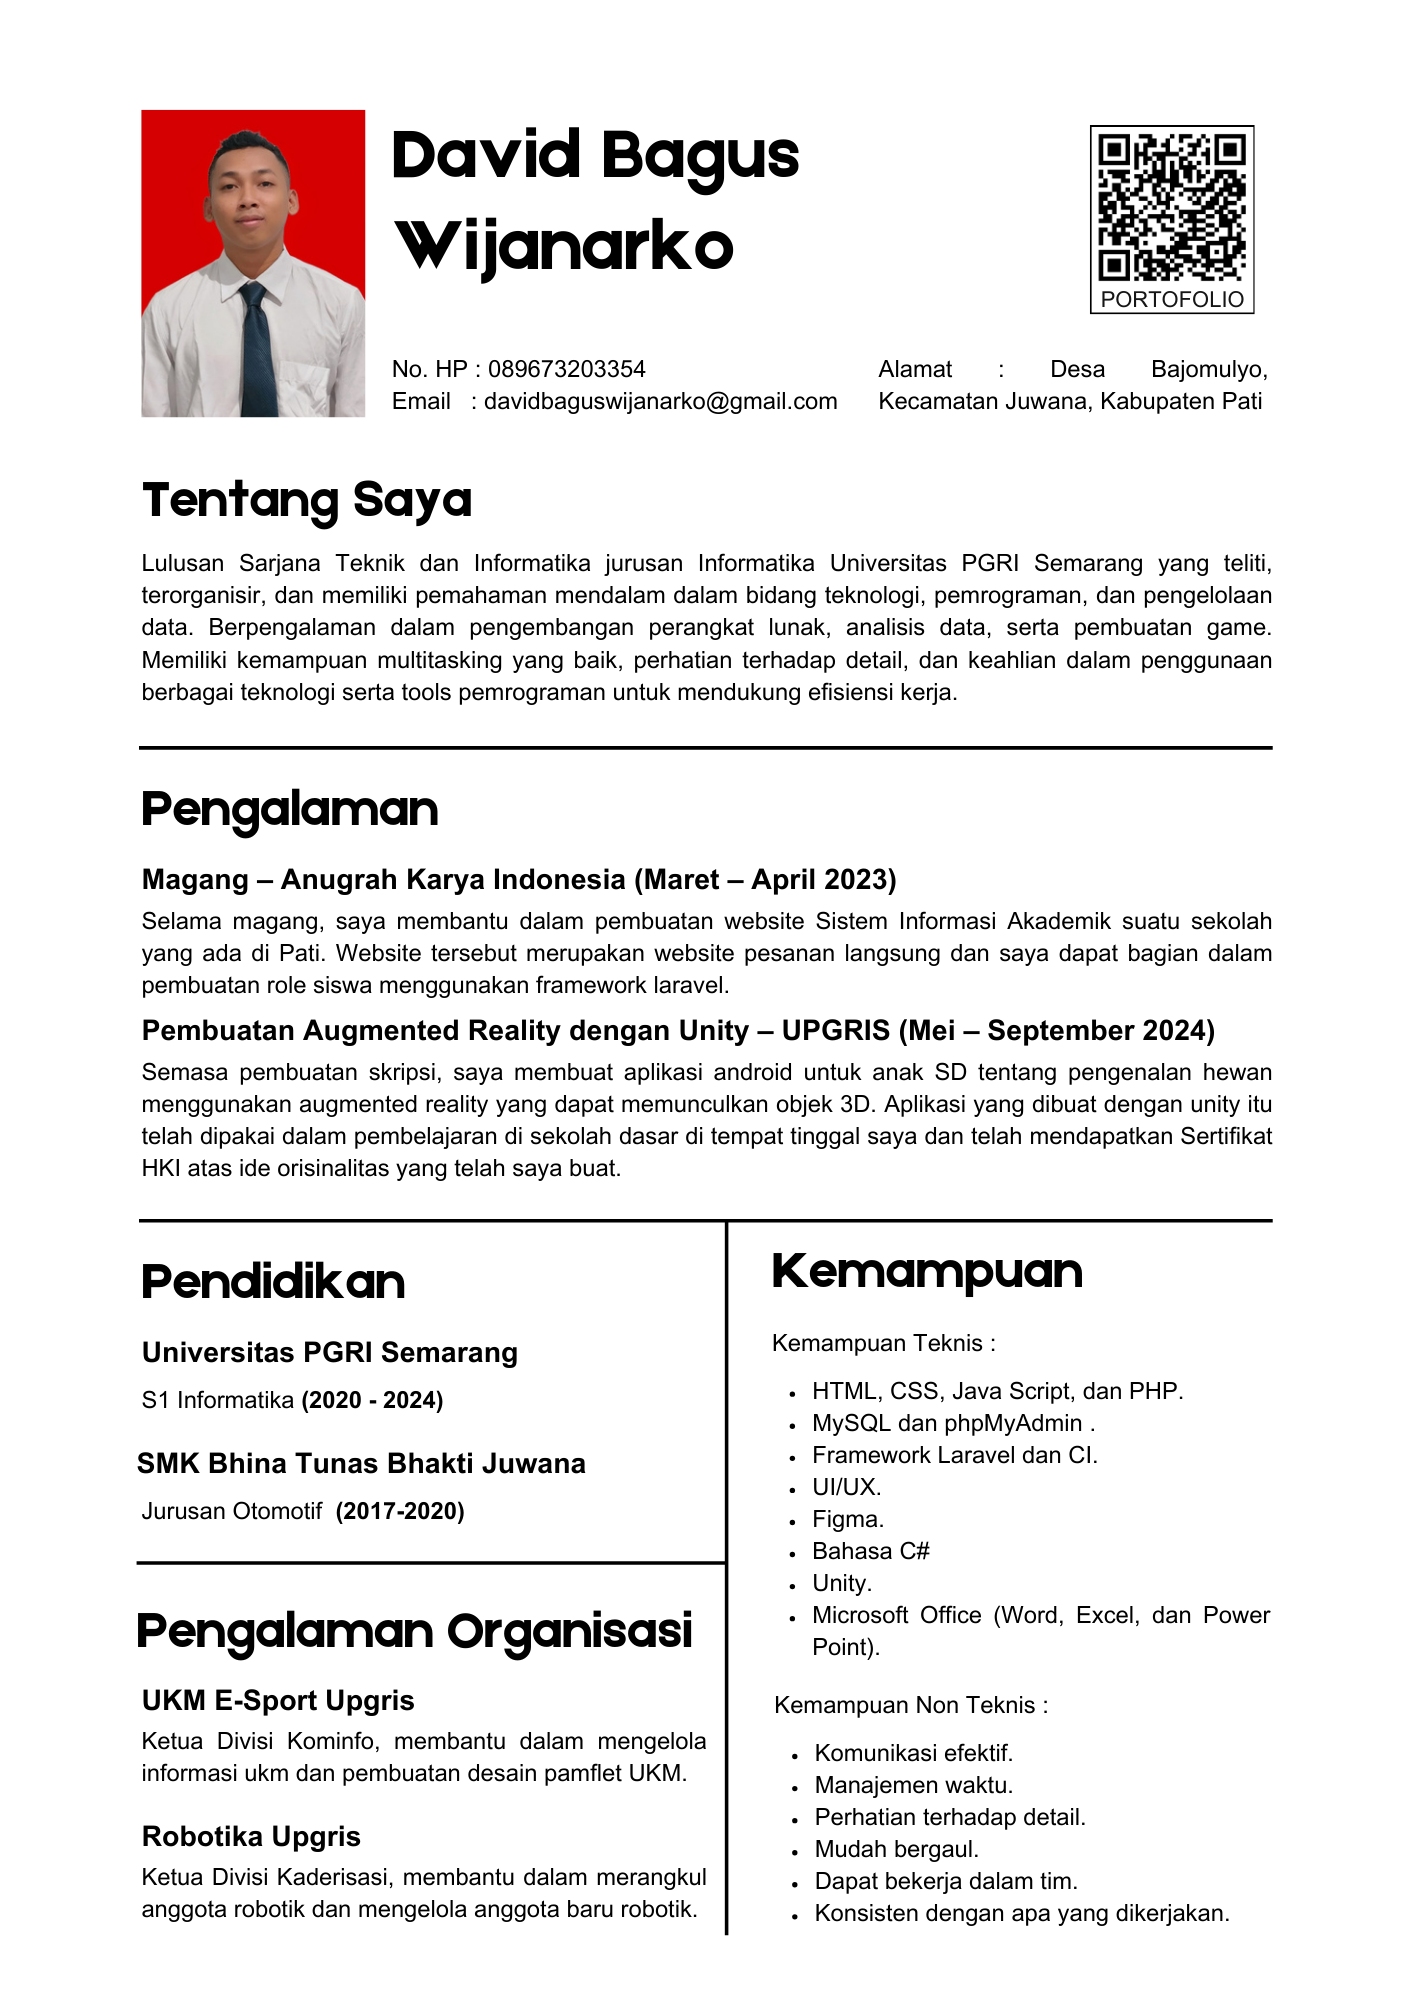 David Bagus
Wijanarko
PORTOFOLIO
No. HP : 089673203354
Email : davidbaguswijanarko@gmail.com
Alamat : Desa Bajomulyo,
Kecamatan Juwana, Kabupaten Pati
Tentang Saya
Lulusan Sarjana Teknik dan Informatika jurusan Informatika Universitas PGRI Semarang yang teliti,
terorganisir, dan memiliki pemahaman mendalam dalam bidang teknologi, pemrograman, dan pengelolaan
data. Berpengalaman dalam pengembangan perangkat lunak, analisis data, serta pembuatan game.
Memiliki kemampuan multitasking yang baik, perhatian terhadap detail, dan keahlian dalam penggunaan
berbagai teknologi serta tools pemrograman untuk mendukung efisiensi kerja.
Pengalaman
Magang – Anugrah Karya Indonesia (Maret – April 2023)
Selama magang, saya membantu dalam pembuatan website Sistem Informasi Akademik suatu sekolah
yang ada di Pati. Website tersebut merupakan website pesanan langsung dan saya dapat bagian dalam
pembuatan role siswa menggunakan framework laravel.
Pembuatan Augmented Reality dengan Unity – UPGRIS (Mei – September 2024)
Semasa pembuatan skripsi, saya membuat aplikasi android untuk anak SD tentang pengenalan hewan
menggunakan augmented reality yang dapat memunculkan objek 3D. Aplikasi yang dibuat dengan unity itu
telah dipakai dalam pembelajaran di sekolah dasar di tempat tinggal saya dan telah mendapatkan Sertifikat
HKI atas ide orisinalitas yang telah saya buat.
Pendidikan
Universitas PGRI Semarang
S1 Informatika (2020 - 2024)
SMK Bhina Tunas Bhakti Juwana
Jurusan Otomotif (2017-2020)
Pengalaman Organisasi
UKM E-Sport Upgris
Ketua Divisi Kominfo, membantu dalam mengelola
informasi ukm dan pembuatan desain pamflet UKM.
Robotika Upgris
Ketua Divisi Kaderisasi, membantu dalam merangkul
anggota robotik dan mengelola anggota baru robotik.
Kemampuan
Kemampuan Teknis :
• HTML, CSS, Java Script, dan PHP.
• MySQL dan phpMyAdmin .
• Framework Laravel dan CI.
• UI/UX.
• Figma.
• Bahasa C#
• Unity.
• Microsoft Office (Word, Excel, dan Power
Point).
Kemampuan Non Teknis :
• Komunikasi efektif.
• Manajemen waktu.
• Perhatian terhadap detail.
• Mudah bergaul.
• Dapat bekerja dalam tim.
• Konsisten dengan apa yang dikerjakan.